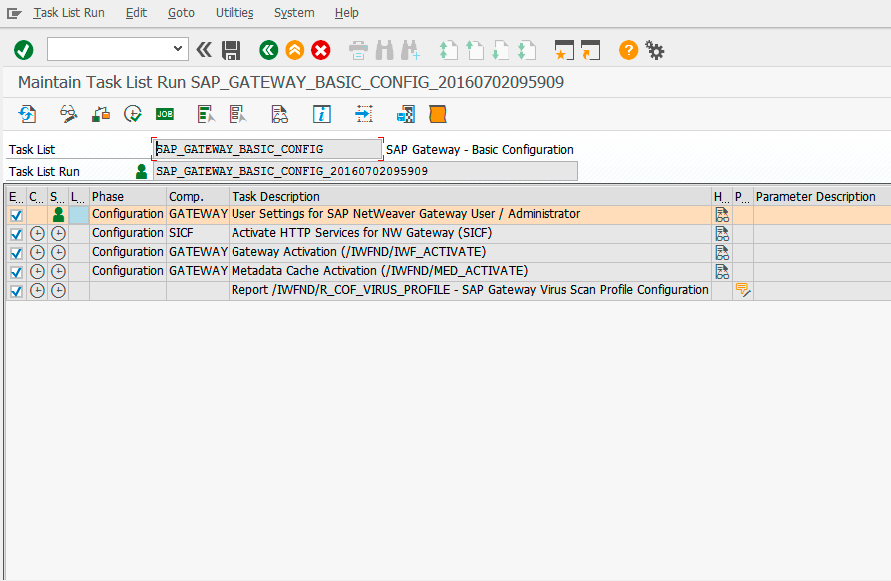 Task List Run Edit Goto Utilities System Help
Maintain Task List Run SAP_GATEWAY_BASIC_CONFIG_20160702095909
JOB
Task List SAP_GATEWAY_BASIC_CONFIG SAP Gateway - Basic Configuration
Task List Run SAP_GATEWAY_BASIC_CONFIG_20160702095909
E... C... S... L... Phase Comp. Task Description H... P... Parameter Description
Configuration GATEWAY User Settings for SAP NetWeaver Gateway User / Administrator
Configuration SICF Activate HTTP Services for NW Gateway (SICF)
Configuration GATEWAY Gateway Activation (/IWFND/IWF_ACTIVATE)
Configuration GATEWAY Metadata Cache Activation (/IWFND/MED_ACTIVATE)
Report /IWFND/R_COF_VIRUS_PROFILE - SAP Gateway Virus Scan Profile Configuration